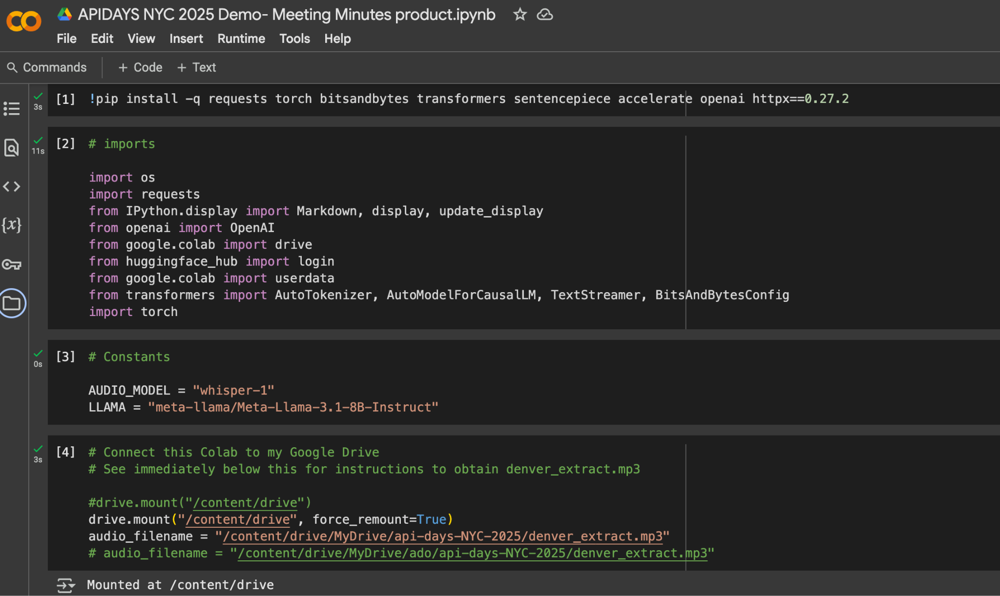 APIDAYS NYC 2025 Demo- Meeting Minutes product.ipynb
File Edit View Insert Runtime Tools Help
Commands + Code + Text
3s
[1] !pip install -q requests torch bitsandbytes transformers sentencepiece accelerate openai httpx==0.27.2
11s
[2] # imports
import os
import requests
from IPython.display import Markdown, display, update_display
from openai import OpenAI
from google.colab import drive
from huggingface_hub import login
from google.colab import userdata
from transformers import AutoTokenizer, AutoModelForCausalLM, TextStreamer, BitsAndBytesConfig
import torch
0s
[3] # Constants
AUDIO_MODEL = "whisper-1"
LLAMA = "meta-llama/Meta-Llama-3.1-8B-Instruct"
3s
[4] # Connect this Colab to my Google Drive
# See immediately below this for instructions to obtain denver_extract.mp3
#drive.mount("/content/drive")
drive.mount("/content/drive", force_remount=True)
audio_filename = "/content/drive/MyDrive/api-days-NYC-2025/denver_extract.mp3"
# audio_filename = "/content/drive/MyDrive/ado/api-days-NYC-2025/denver_extract.mp3"
Mounted at /content/drive